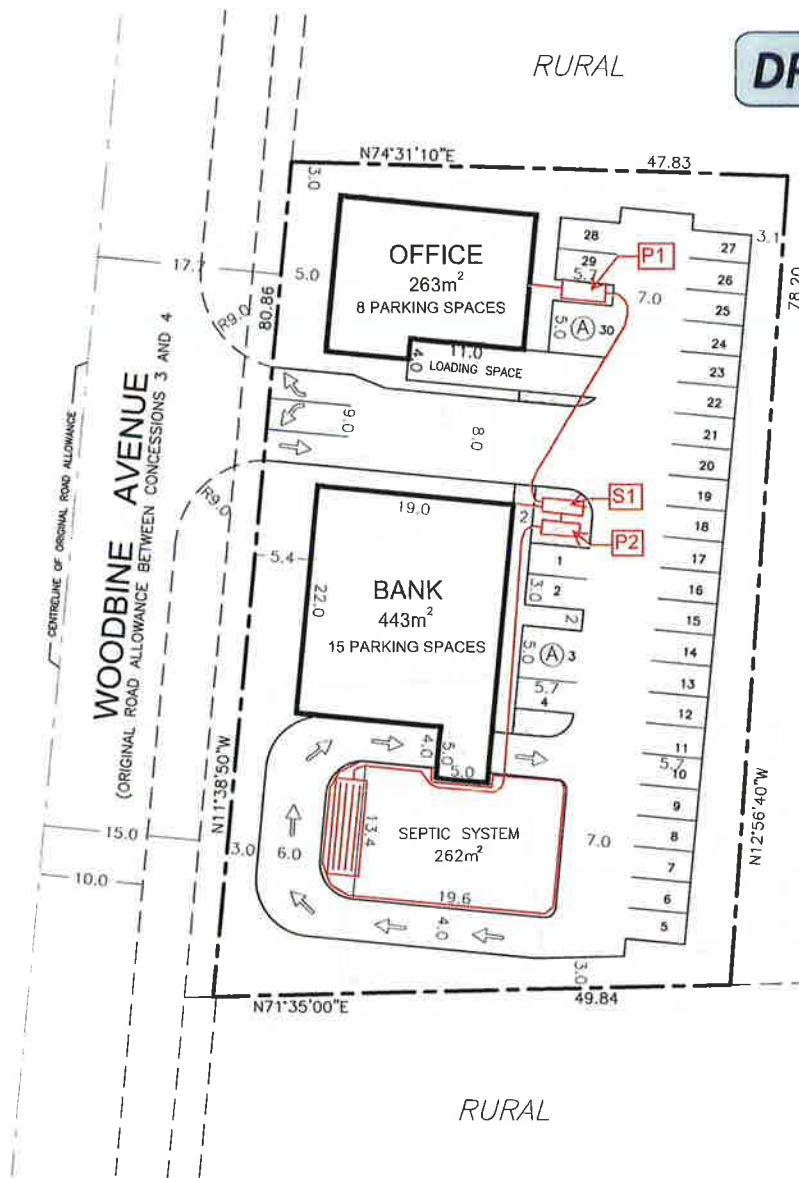 RURAL
DR
N74°31'10"E
47.83
3.0
3.1
28
27
29
5.7
P1
26
OFFICE
263m²
8 PARKING SPACES
17.7
5.0
80.86
78.20
7.0
25
R9.0
5.0
A
30
24
4.0
11.0
LOADING SPACE
23
22
9.0
8.0
21
20
CENTRELINE OF ORIGINAL ROAD ALLOWANCE
WOODBINE AVENUE
(ORIGINAL ROAD ALLOWANCE BETWEEN CONCESSIONS 3 AND 4
R9.0
19.0
S1
19
2
18
P2
5.4
17
1
22.0
BANK
443m²
15 PARKING SPACES
3.0
2
16
2
15
5.0
A
3
14
5.7
13
4
12
4.0
5.0
5.0
11
5.7
10
N11°38'50"W
N12°56'40"W
9
15.0
13.4
SEPTIC SYSTEM
262m²
7.0
8
3.0
6.0
7
10.0
19.6
6
4.0
5
3.0
N71°35'00"E
49.84
RURAL